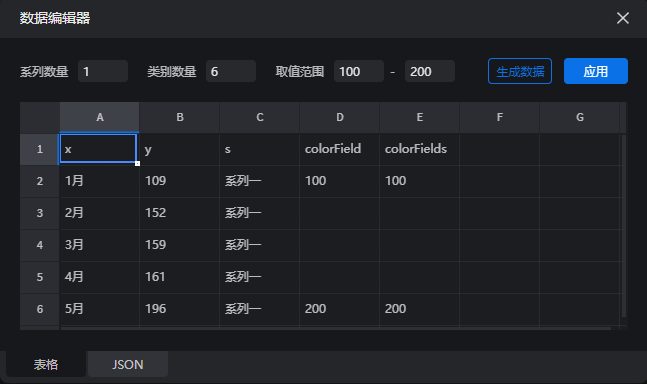 数据编辑器
系列数量 1 类别数量 6 取值范围 100 - 200 生成数据 应用
A B C D E F G
1 x y s colorField colorFields
2 1月 109 系列一 100 100
3 2月 152 系列一
4 3月 159 系列一
5 4月 161 系列一
6 5月 196 系列一 200 200
表格 JSON